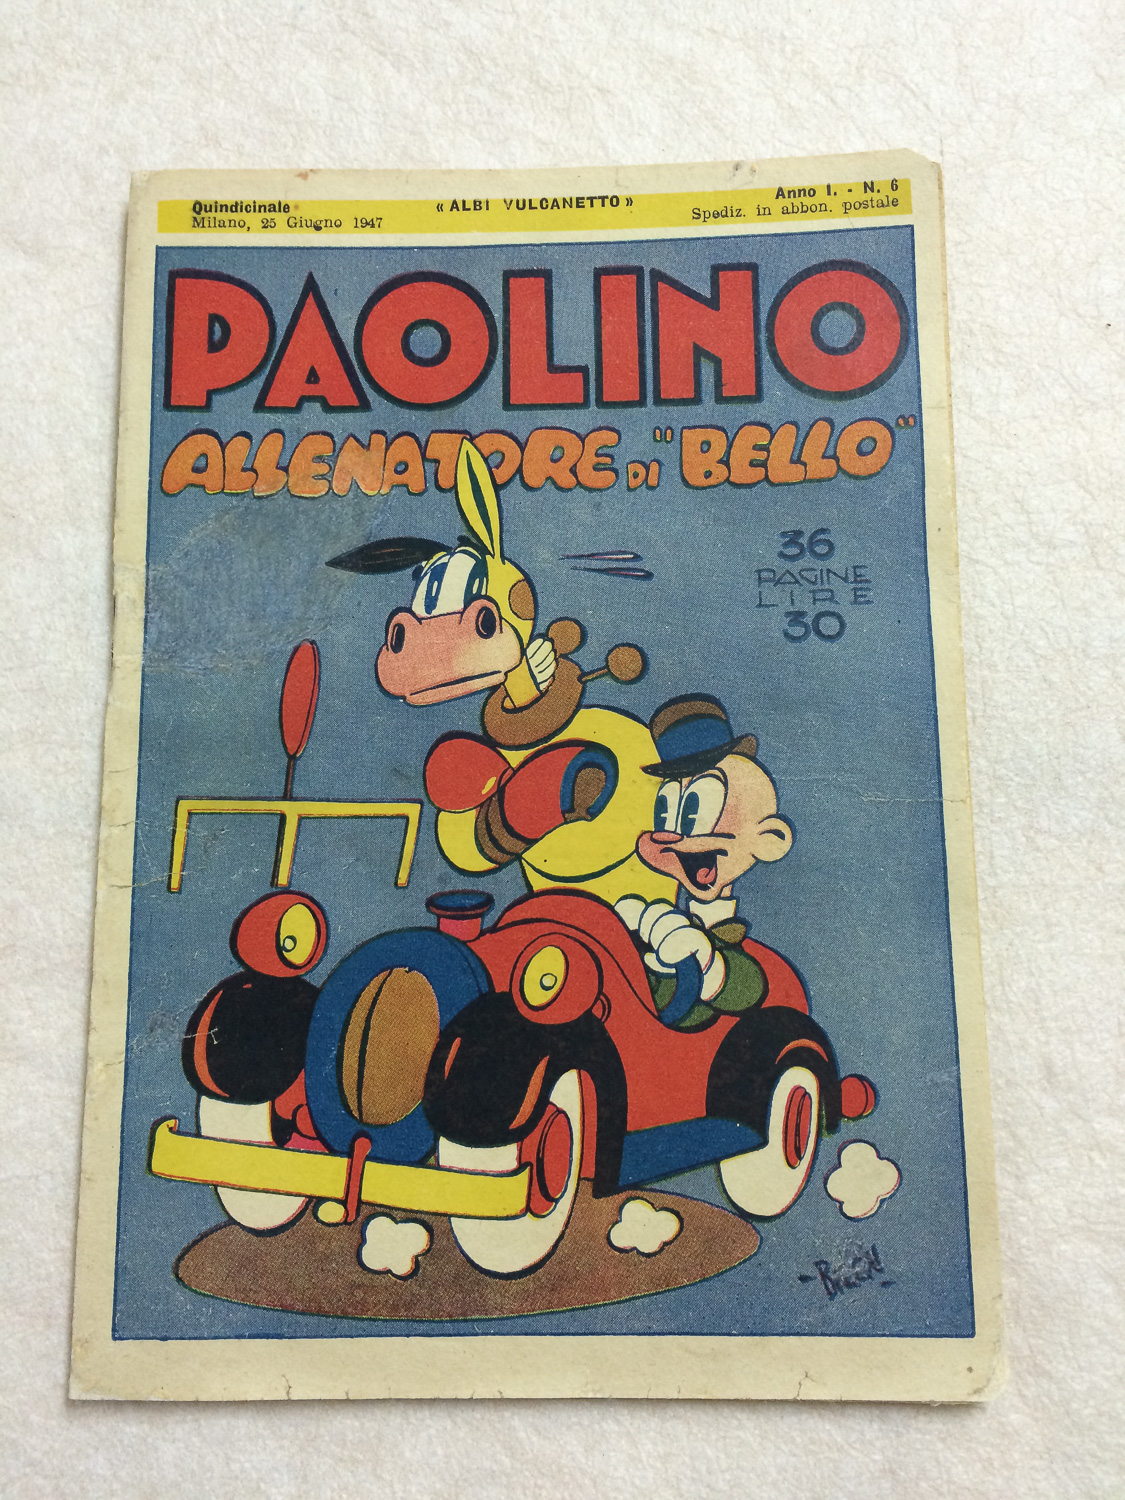 Quindicinale
Milano, 25 Giugno 1947
« ALBI VULCANETTO »
Anno I. - N. 6
Spediz. in abbon. postale
PAOLINO
ALLENATORE DI "BELLO"
36
PAGINE
LIRE
30